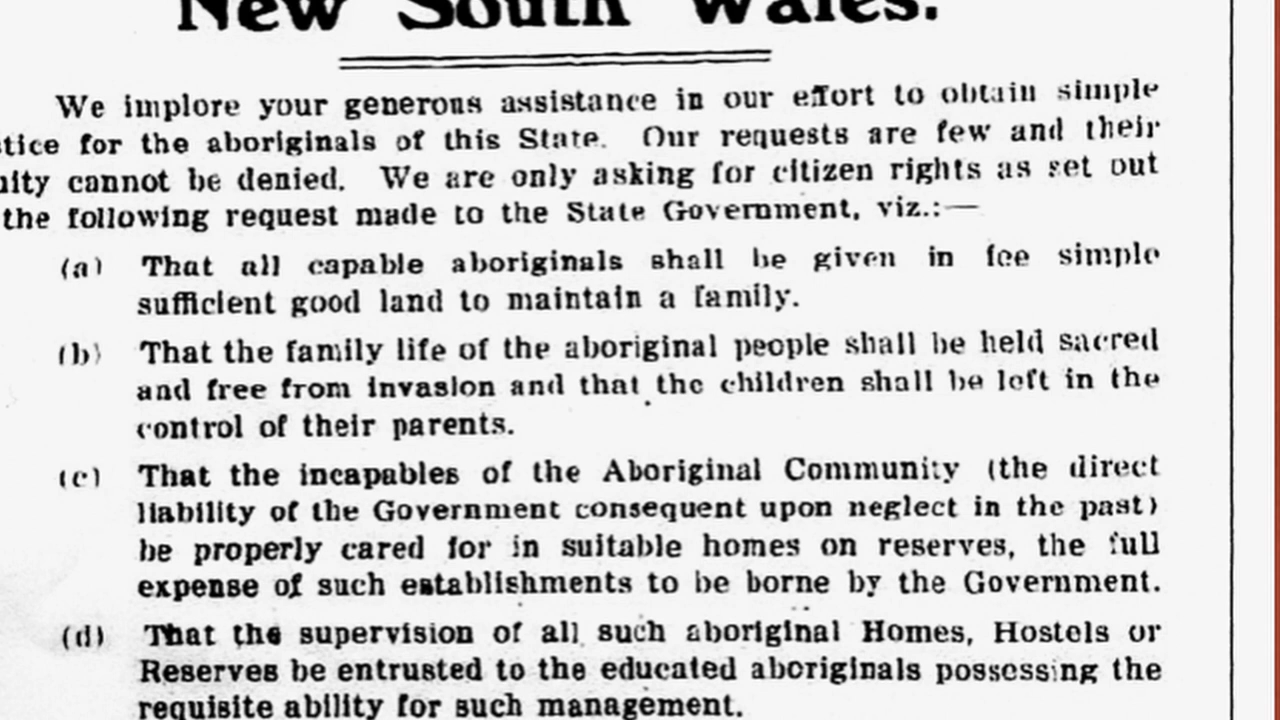 New South Wales.
We implore your generous assistance in our effort to obtain simple
stice for the aboriginals of this State. Our requests are few and their
uity cannot be denied. We are only asking for citizen rights as set out
the following request made to the State Government, viz.:—
(a) That all capable aboriginals shall be given in fee simple
sufficient good land to maintain a family.
(b) That the family life of the aboriginal people shall be held sacred
and free from invasion and that the children shall be left in the
control of their parents.
(c) That the incapables of the Aboriginal Community (the direct
liability of the Government consequent upon neglect in the past)
be properly cared for in suitable homes on reserves, the full
expense of such establishments to be borne by the Government.
(d) That the supervision of all such aboriginal Homes, Hostels or
Reserves be entrusted to the educated aboriginals possessing the
requisite ability for such management.